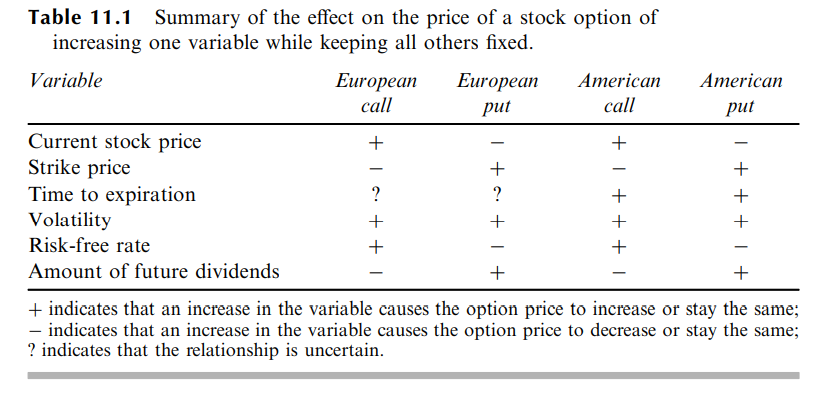 Table 11.1 Summary of the effect on the price of a stock option of
increasing one variable while keeping all others fixed.
Variable European call European put American call American put
Current stock price + − + −
Strike price − + − +
Time to expiration ? ? + +
Volatility + + + +
Risk-free rate + − + −
Amount of future dividends − + − +
+ indicates that an increase in the variable causes the option price to increase or stay the same;
− indicates that an increase in the variable causes the option price to decrease or stay the same;
? indicates that the relationship is uncertain.